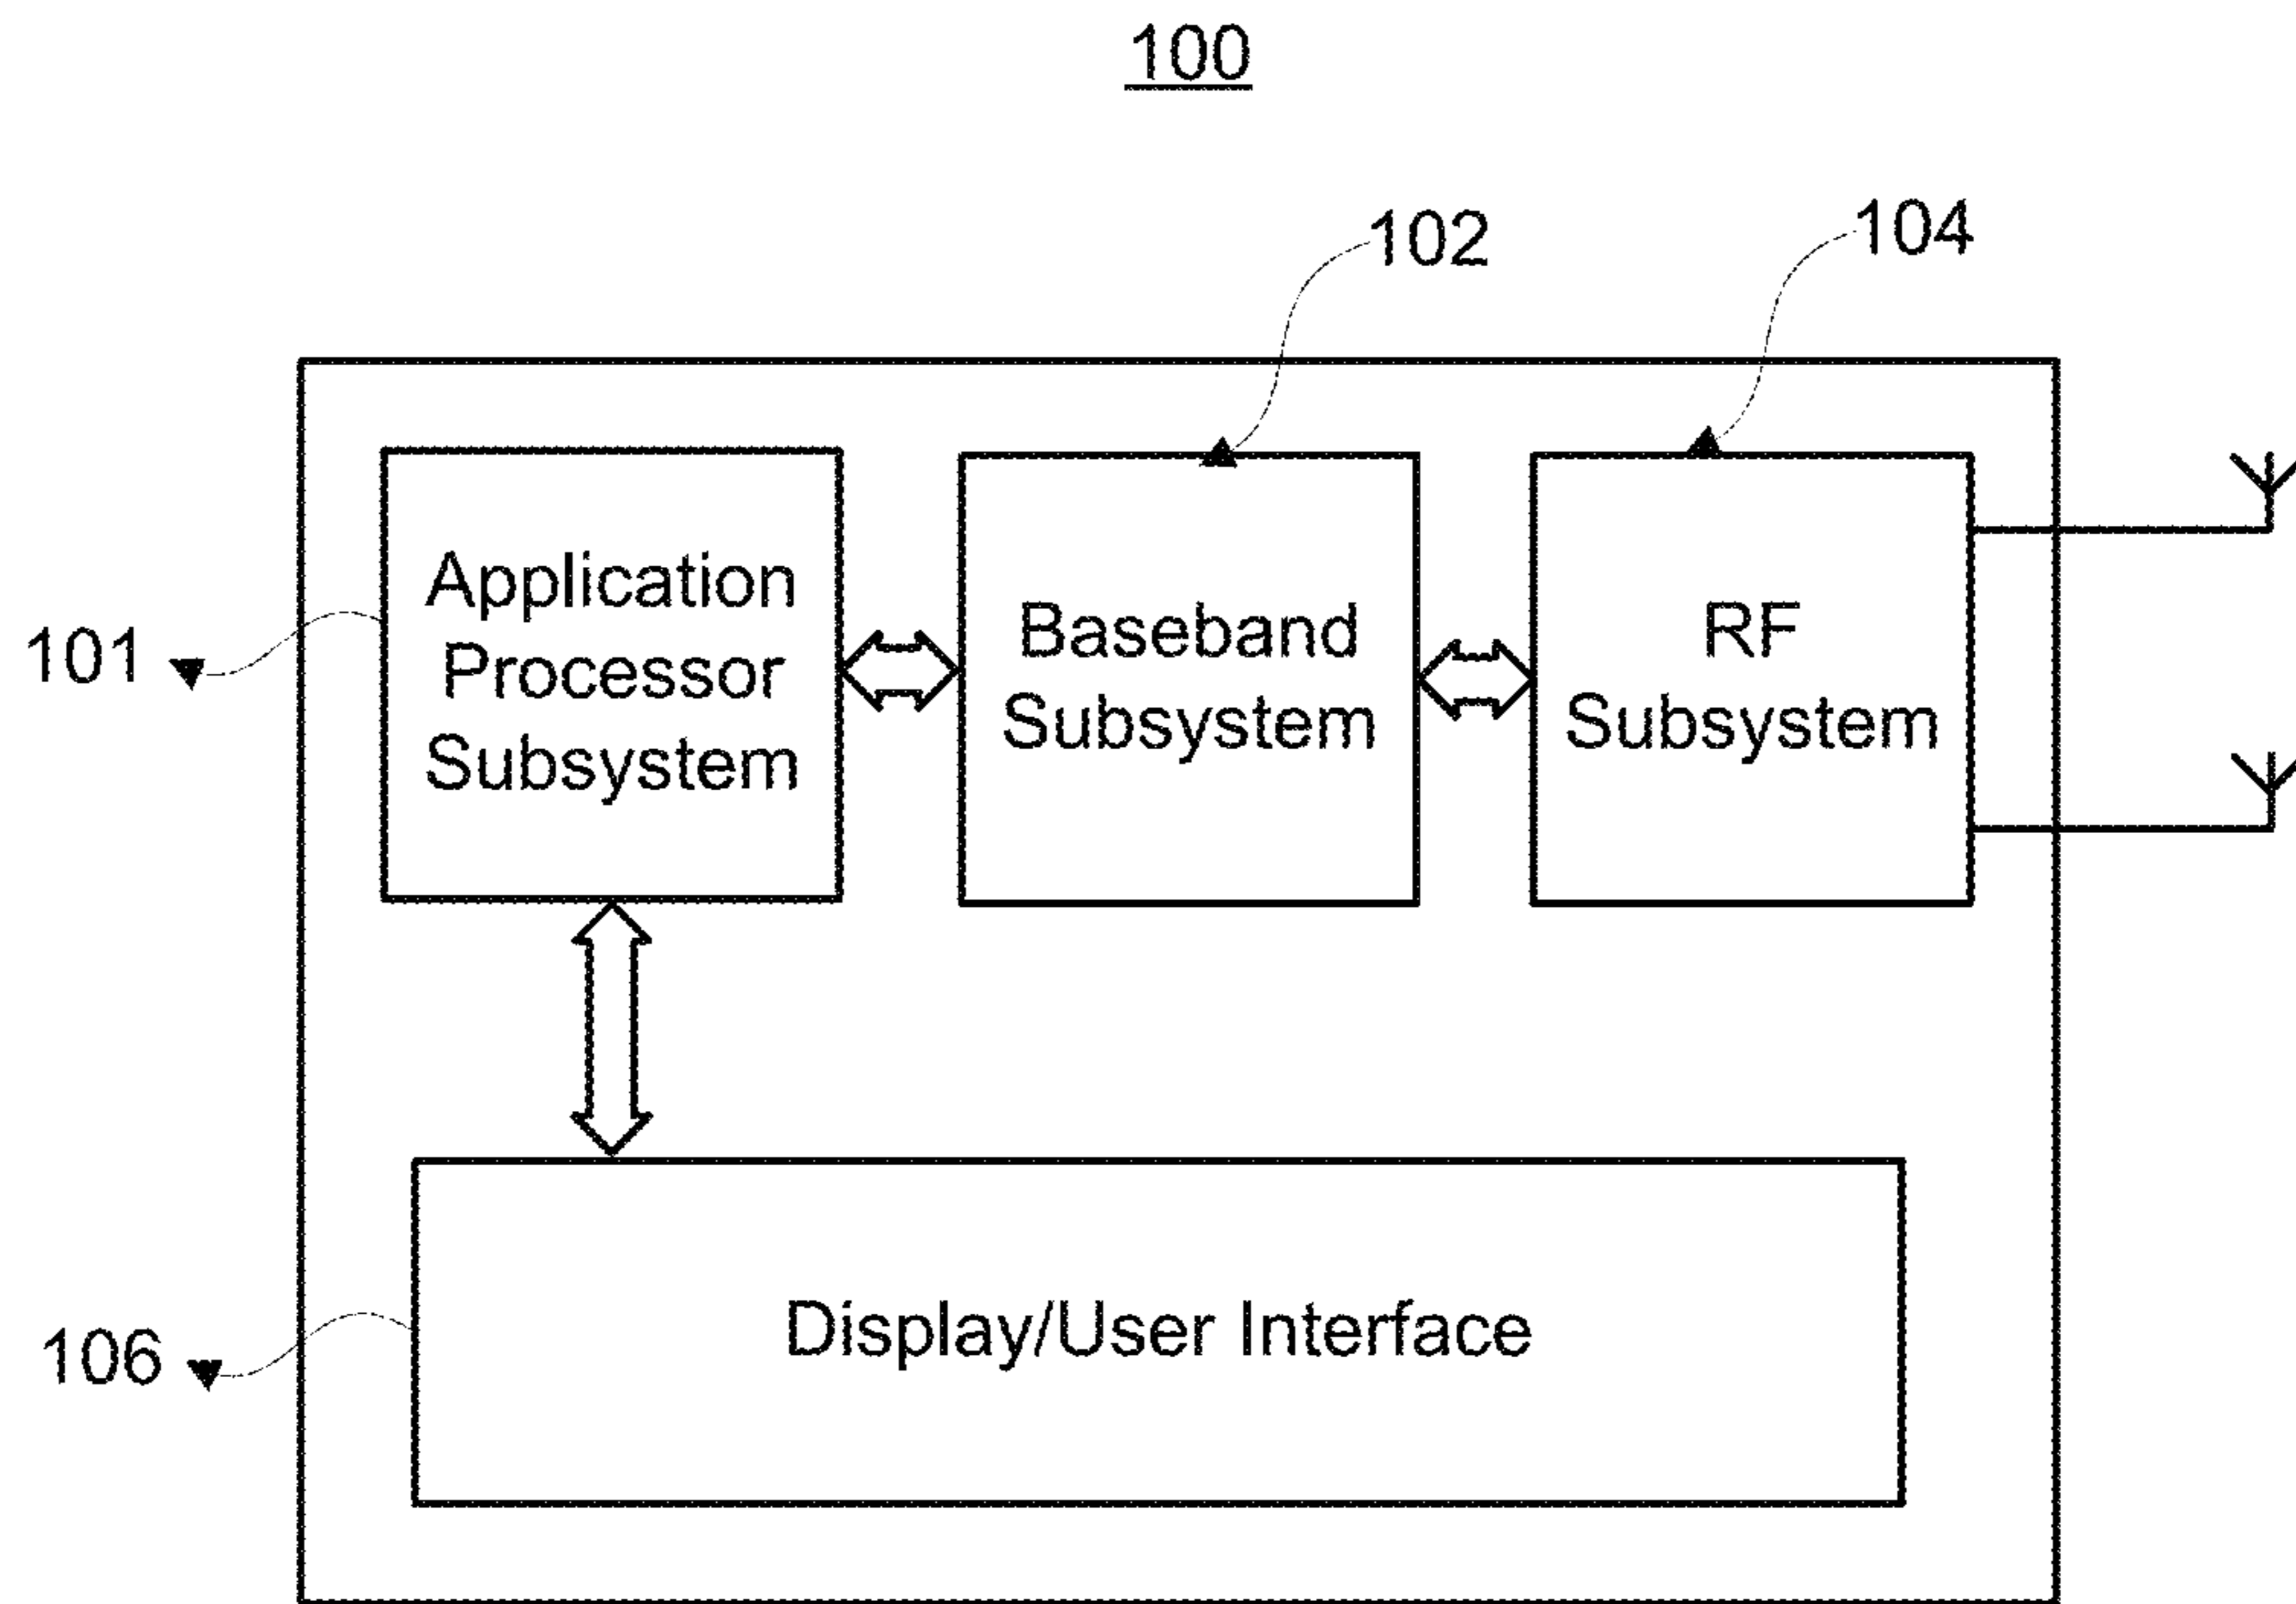 100
102
104
101
Application
Processor
Subsystem
Baseband
Subsystem
RF
Subsystem
106
Display/User Interface